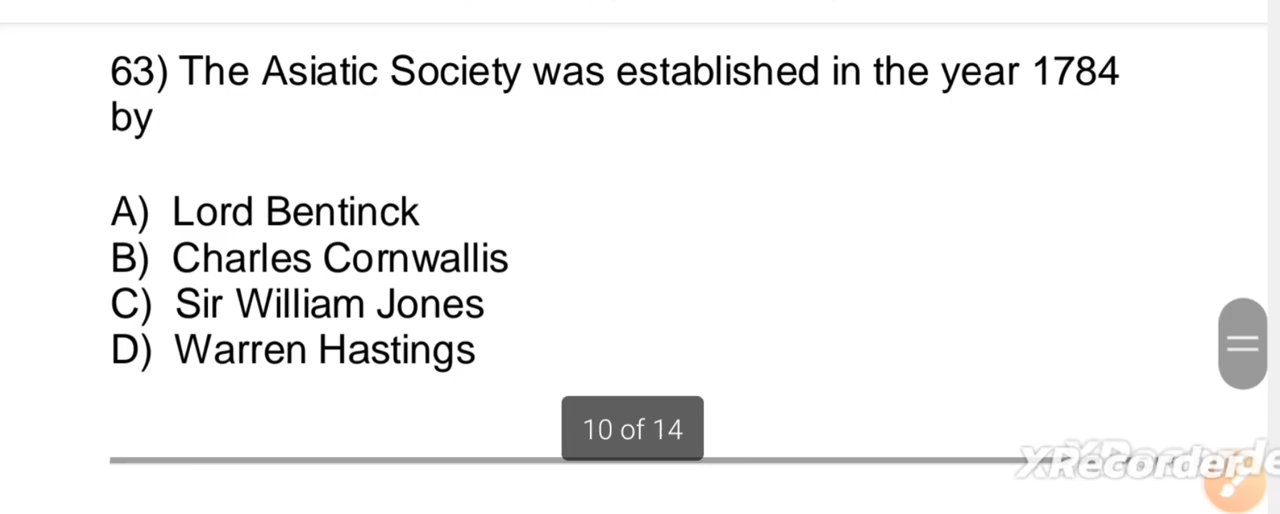 63) The Asiatic Society was established in the year 1784
by
A) Lord Bentinck
B) Charles Cornwallis
C) Sir William Jones
D) Warren Hastings
10 of 14
XRecorder